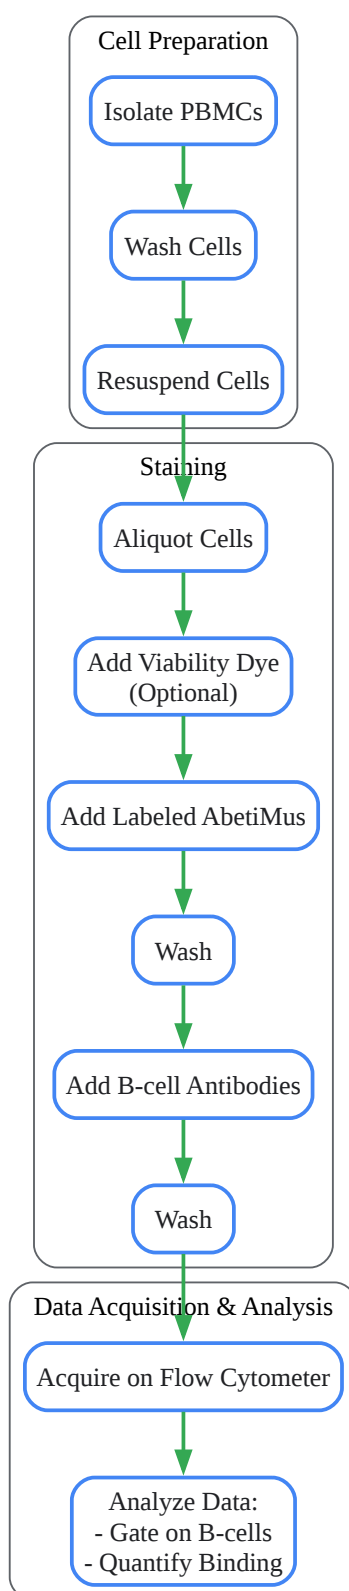 Cell Preparation
Isolate PBMCs
Wash Cells
Resuspend Cells
Staining
Aliquot Cells
Add Viability Dye
(Optional)
Add Labeled AbetiMus
Wash
Add B-cell Antibodies
Wash
Data Acquisition & Analysis
Acquire on Flow Cytometer
Analyze Data:
- Gate on B-cells
- Quantify Binding